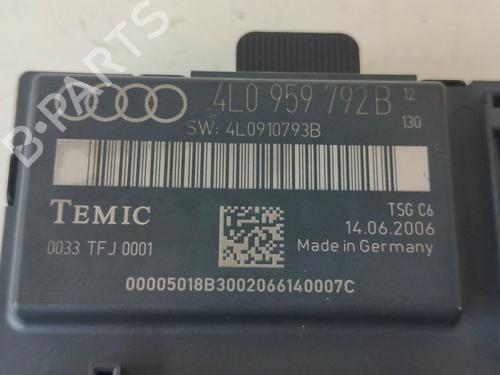 B-PARTS
4L0 959 792B 12
130
SW: 4L0910793B
TEMIC
TSG C6
14.06.2006
0033 TFJ 0001
Made in Germany
00005018B3002066140007C